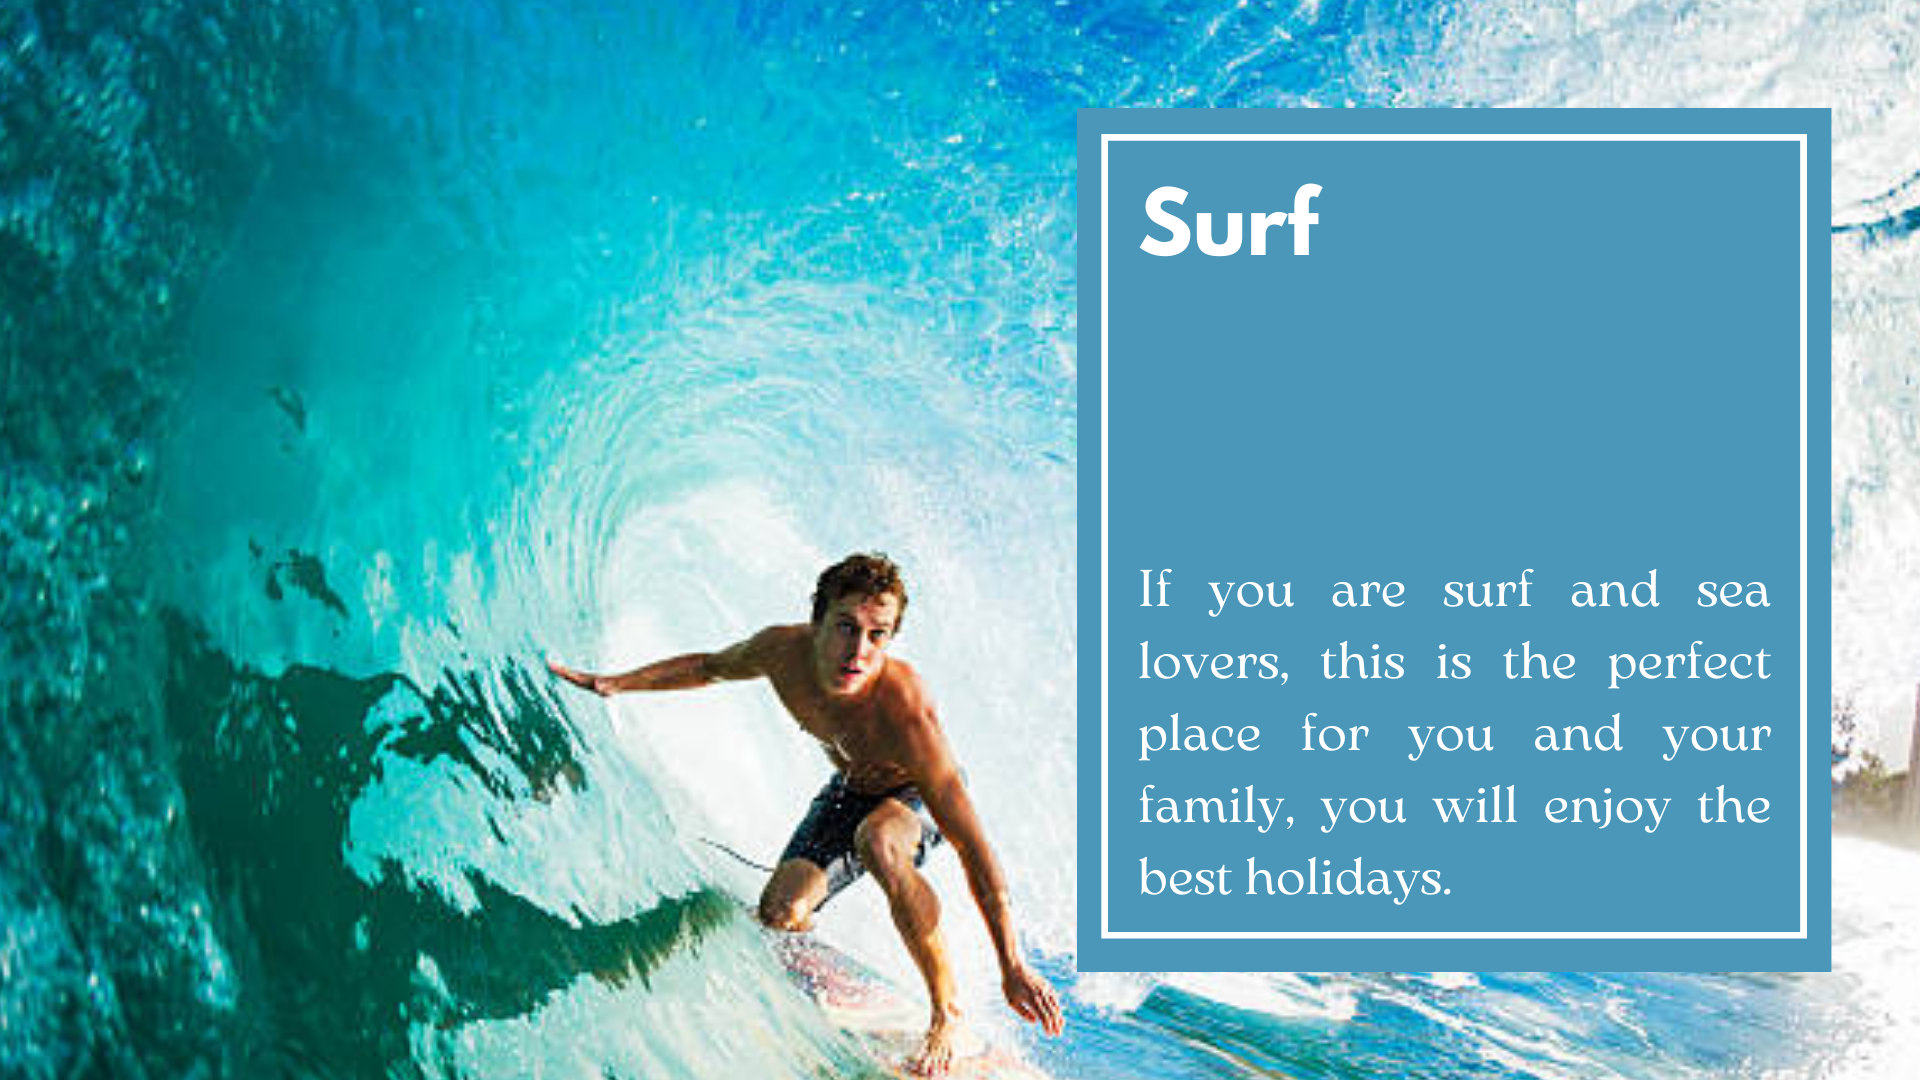 Surf
If you are surf and sea
lovers, this is the perfect
place for you and your
family, you will enjoy the
best holidays.